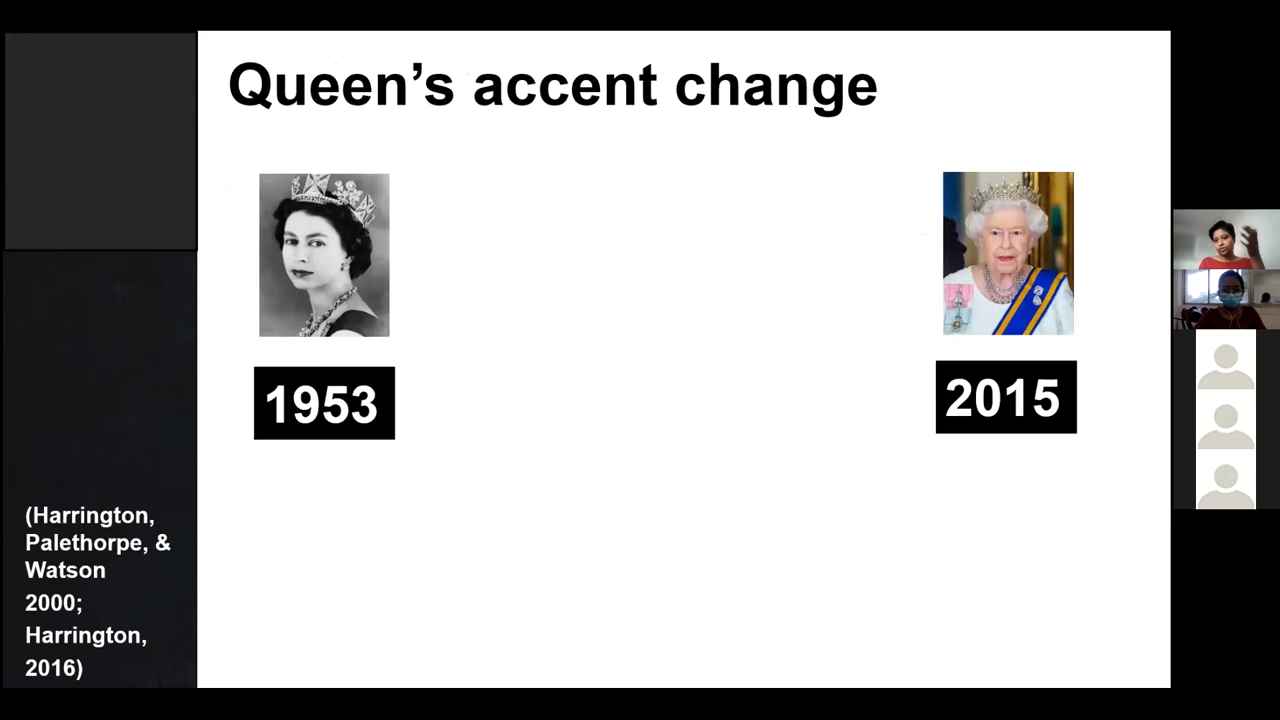 Queen’s accent change
1953
2015
(Harrington,
Palethorpe, &
Watson
2000;
Harrington,
2016)